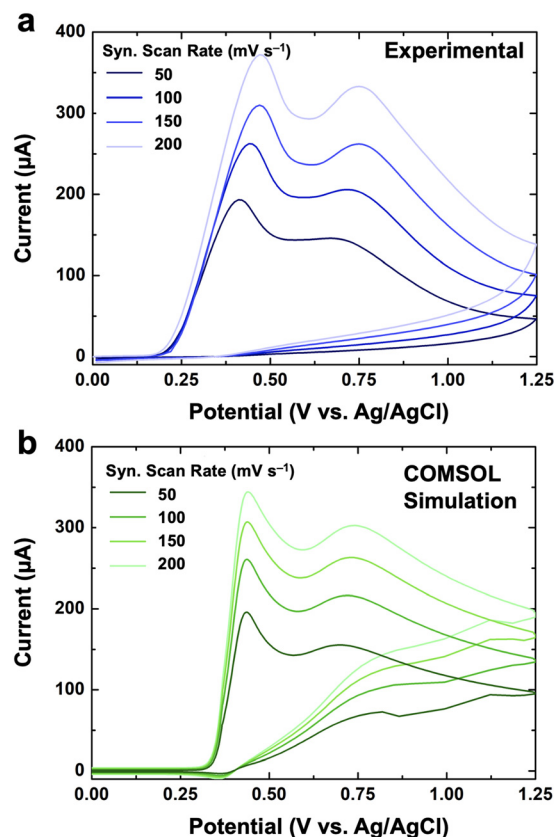 a
Experimental
Syn. Scan Rate (mV s⁻¹)
50
100
150
200
400
300
200
100
0
Current (µA)
0.00 0.25 0.50 0.75 1.00 1.25
Potential (V vs. Ag/AgCl)
b
COMSOL
Simulation
Syn. Scan Rate (mV s⁻¹)
50
100
150
200
400
300
200
100
0
Current (µA)
0.00 0.25 0.50 0.75 1.00 1.25
Potential (V vs. Ag/AgCl)